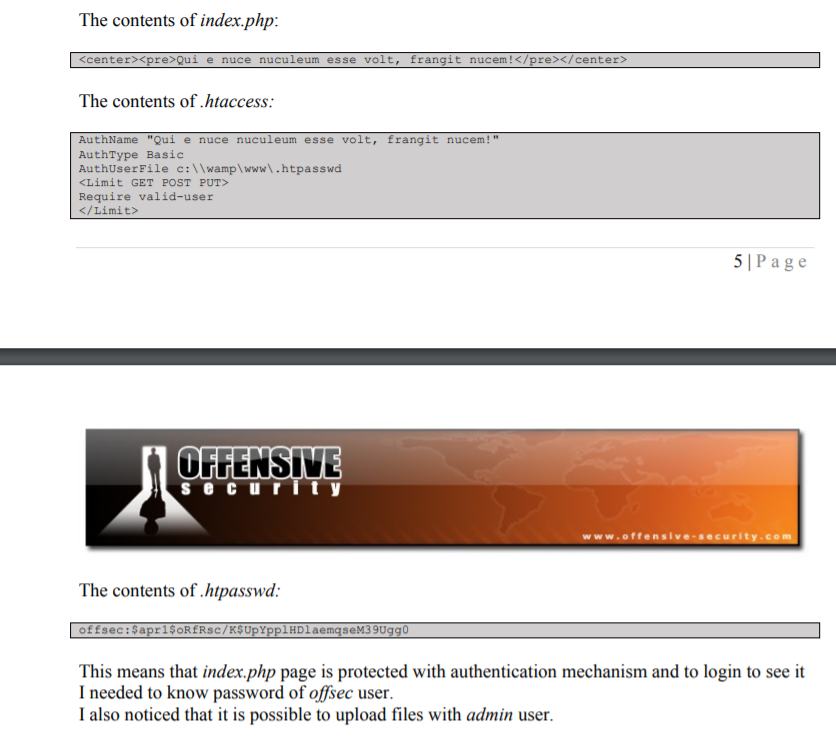 The contents of index.php:
<center><pre>Qui e nuce nuculeum esse volt, frangit nucem!</pre></center>
The contents of .htaccess:
AuthName "Qui e nuce nuculeum esse volt, frangit nucem!"
AuthType Basic
AuthUserFile c:\\wamp\www\.htpasswd
<Limit GET POST PUT>
Require valid-user
</Limit>
5 | P a g e
OFFENSIVE
security
www.offensive-security.com
The contents of .htpasswd:
offsec:$apr1$oRfRsc/K$UpYpplHDlaemqseM39Ugg0
This means that index.php page is protected with authentication mechanism and to login to see it
I needed to know password of offsec user.
I also noticed that it is possible to upload files with admin user.